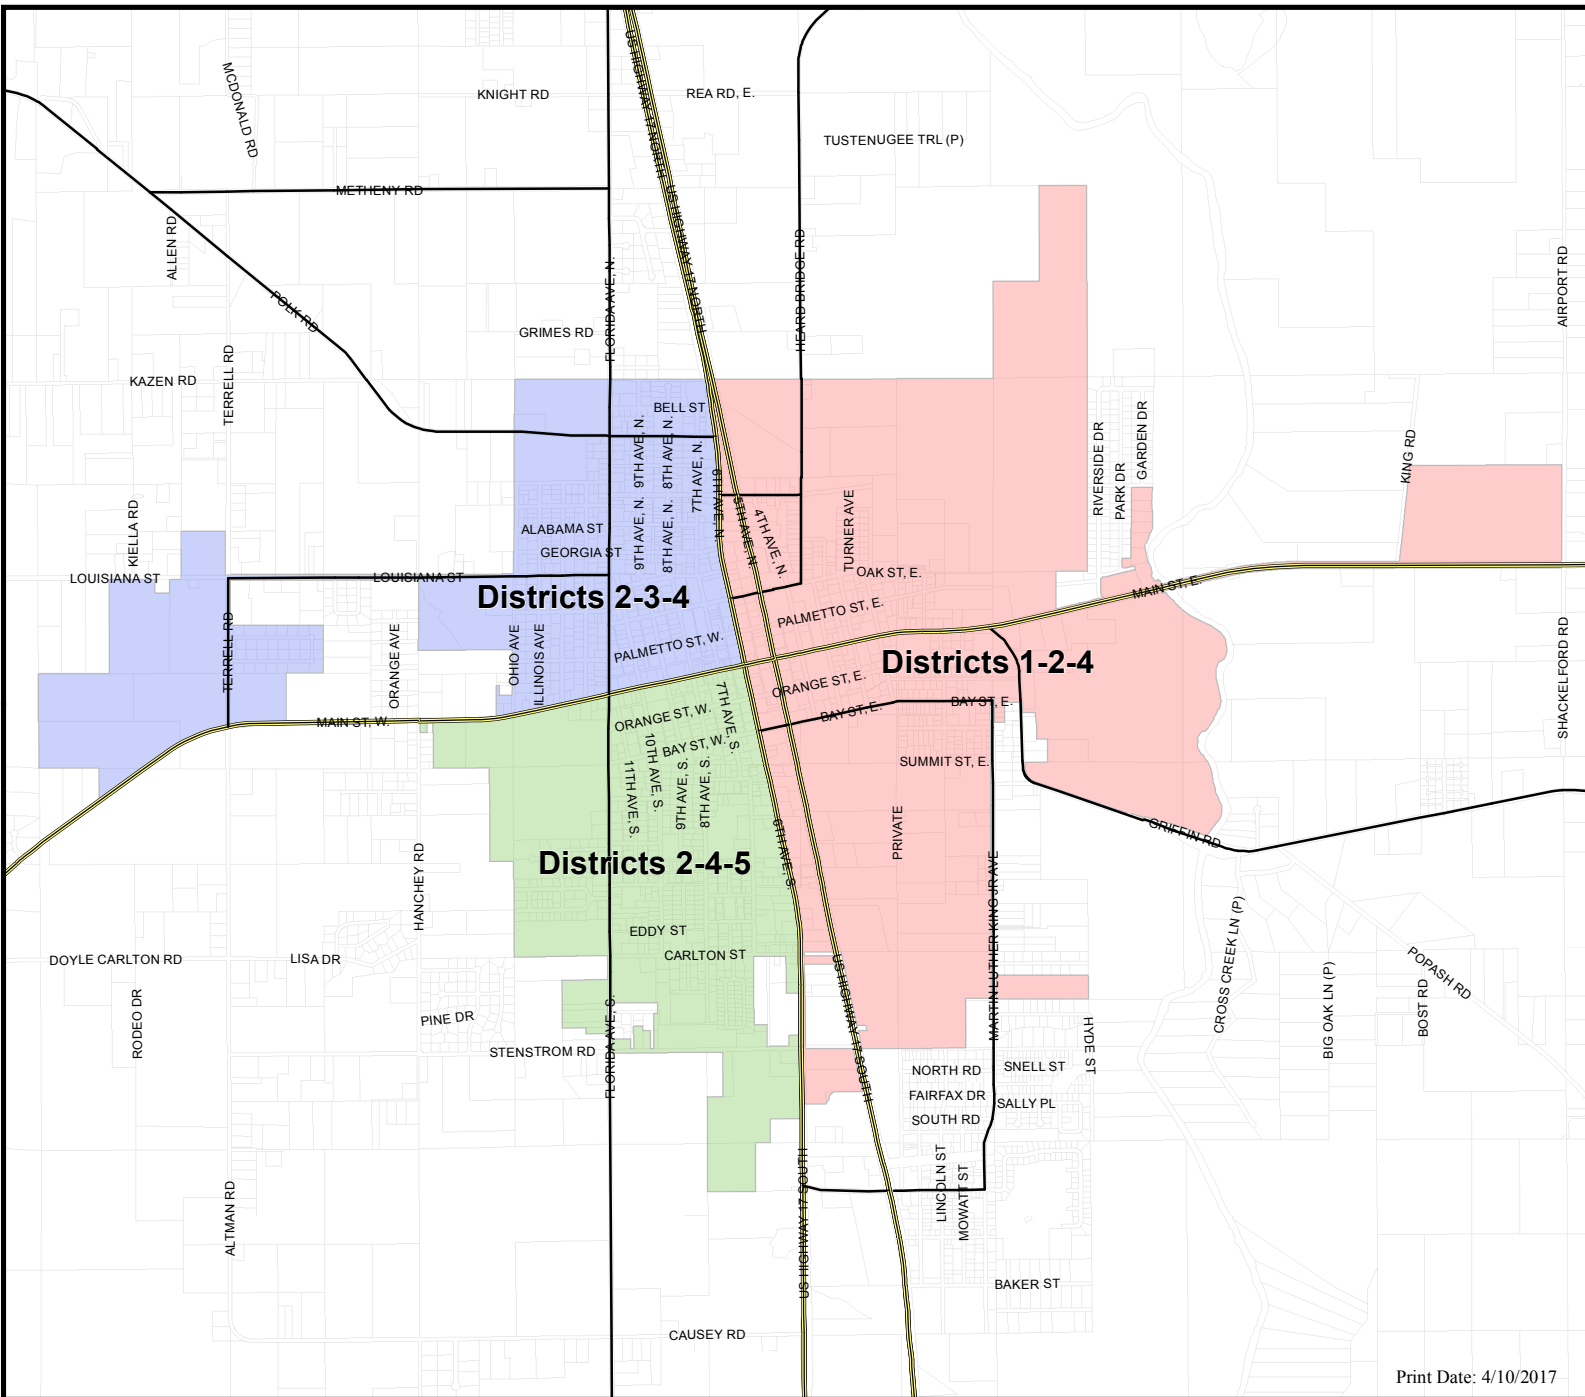 US HIGHWAY 17 NORTH
MCDONALD RD
KNIGHT RD
REA RD, E.
TUSTENUGEE TRL (P)
METHENY RD
US HIGHWAY 17 NORTH
ALLEN RD
FLORIDA AVE, N.
HEARD BRIDGE RD
AIRPORT RD
POLK RD
GRIMES RD
KAZEN RD
TERRELL RD
BELL ST
9TH AVE, N.
8TH AVE, N.
7TH AVE, N.
RIVERSIDE DR
PARK DR
GARDEN DR
KING RD
6TH AVE, N.
5TH AVE, N.
4TH AVE, N.
TURNER AVE
KIELLA RD
ALABAMA ST
9TH AVE, N.
8TH AVE, N.
GEORGIA ST
LOUISIANA ST
LOUISIANA ST
OAK ST, E.
MAIN ST, E.
Districts 2-3-4
PALMETTO ST, E.
TERRELL RD
ORANGE AVE
OHIO AVE
ILLINOIS AVE
PALMETTO ST, W.
Districts 1-2-4
SHACKELFORD RD
ORANGE ST, E.
MAIN ST, W.
ORANGE ST, W.
7TH AVE, S.
BAY ST, E.
BAY ST, E.
BAY ST, W.
10TH AVE, S.
11TH AVE, S.
9TH AVE, S.
8TH AVE, S.
SUMMIT ST, E.
PRIVATE
GRIFFIN RD
6TH AVE, S.
Districts 2-4-5
HANCHEY RD
MARTIN LUTHER KING JR AVE
EDDY ST
CARLTON ST
DOYLE CARLTON RD
LISA DR
CROSS CREEK LN (P)
POPASH RD
RODEO DR
PINE DR
US HIGHWAY 17 SOUTH
BIG OAK LN (P)
BOST RD
STENSTROM RD
FLORIDA AVE, S.
HYDE ST
NORTH RD
SNELL ST
FAIRFAX DR
SALLY PL
SOUTH RD
ALTMAN RD
US HIGHWAY 17 SOUTH
LINCOLN ST
MOWATT ST
BAKER ST
CAUSEY RD
Print Date: 4/10/2017